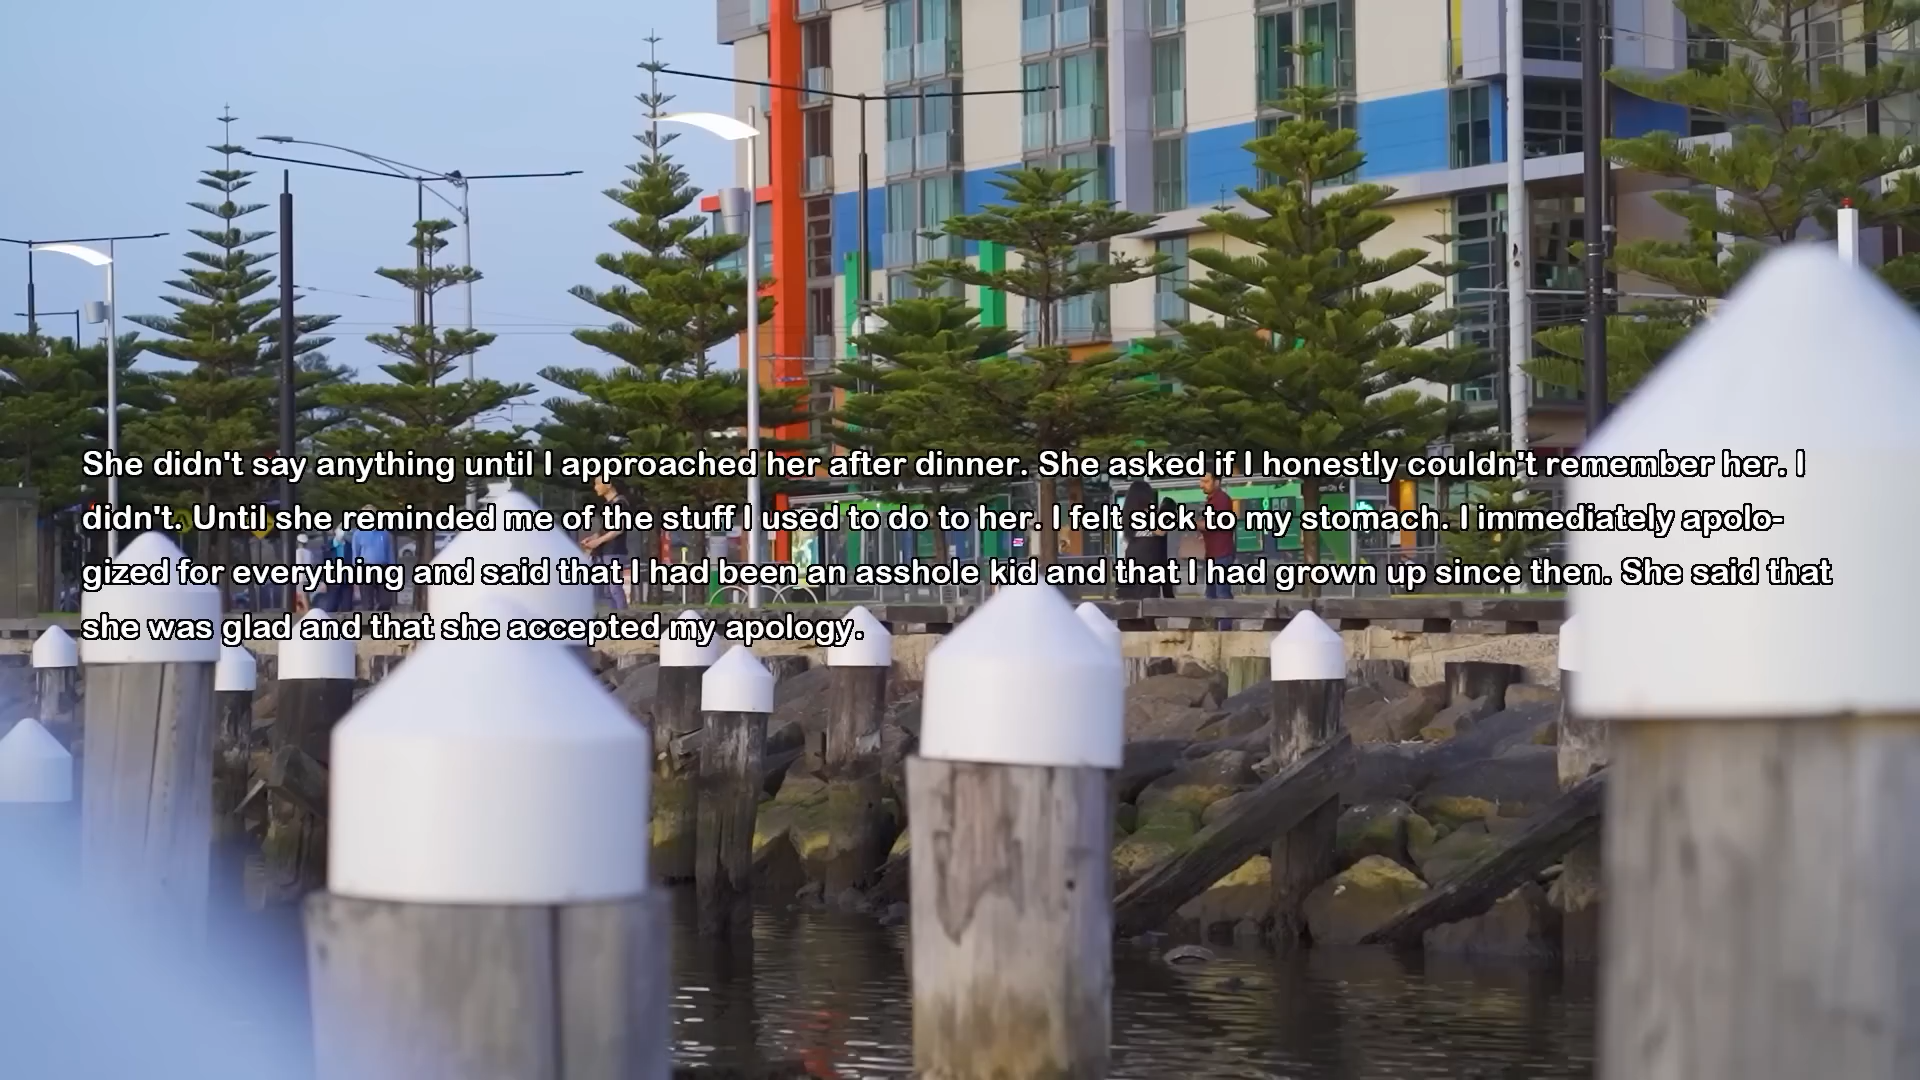 She didn't say anything until I approached her after dinner. She asked if I honestly couldn't remember her. I
didn't. Until she reminded me of the stuff I used to do to her. I felt sick to my stomach. I immediately apolo-
gized for everything and said that I had been an asshole kid and that I had grown up since then. She said that
she was glad and that she accepted my apology.